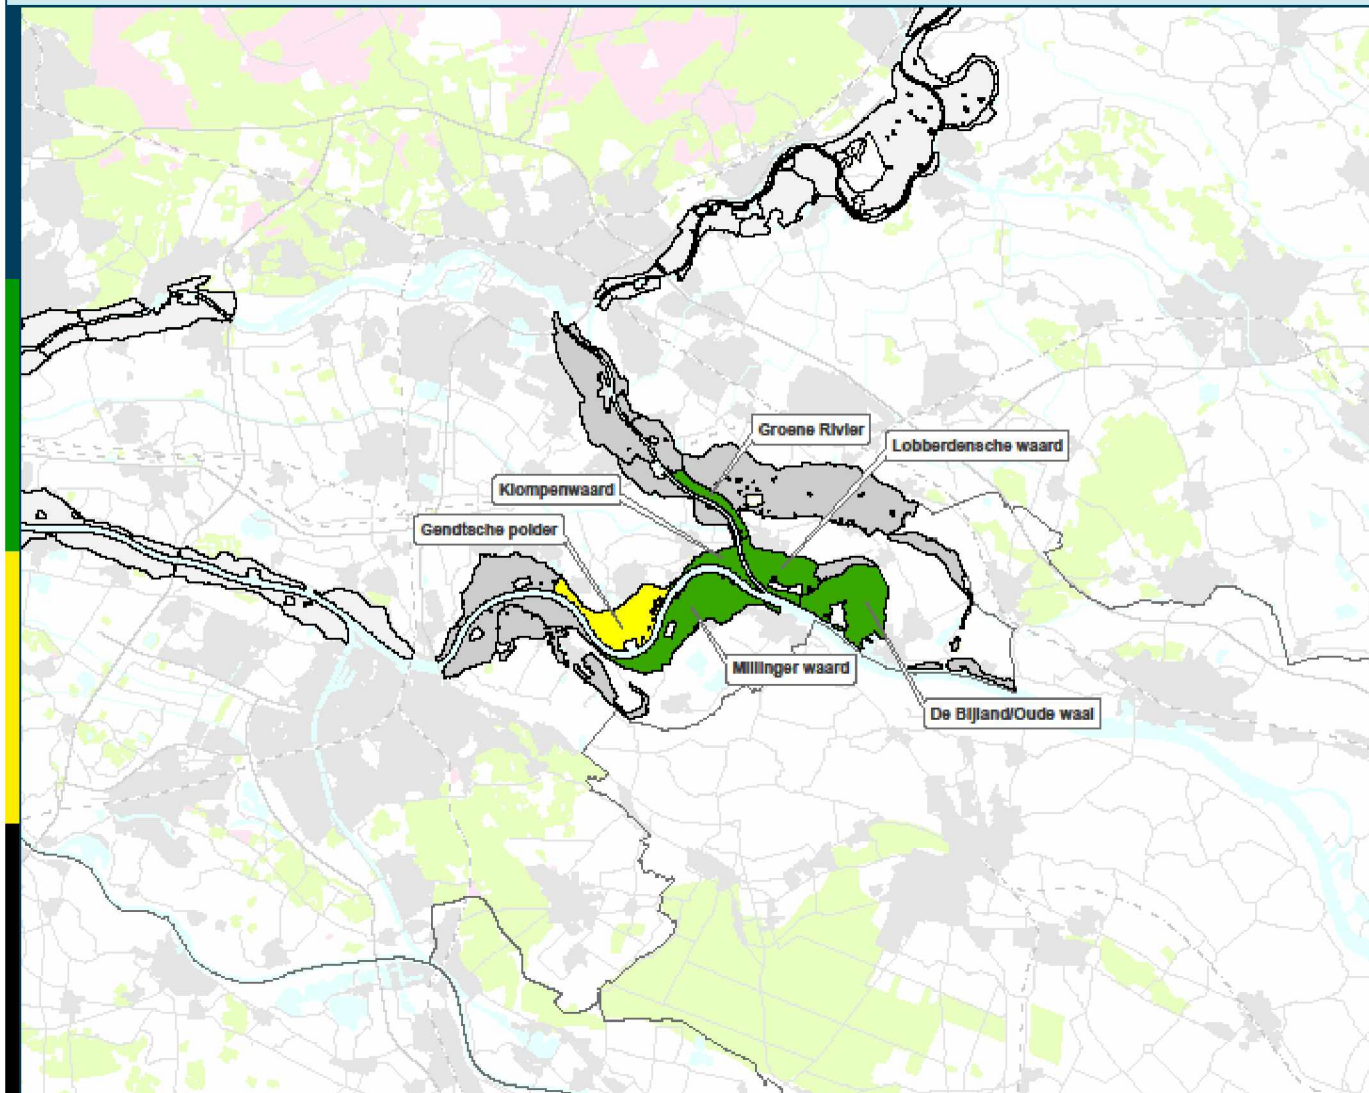 Groene Rivier
Lobberdensche waard
Klompenwaard
Gendtsche polder
Millinger waard
De Bijland/Oude waal